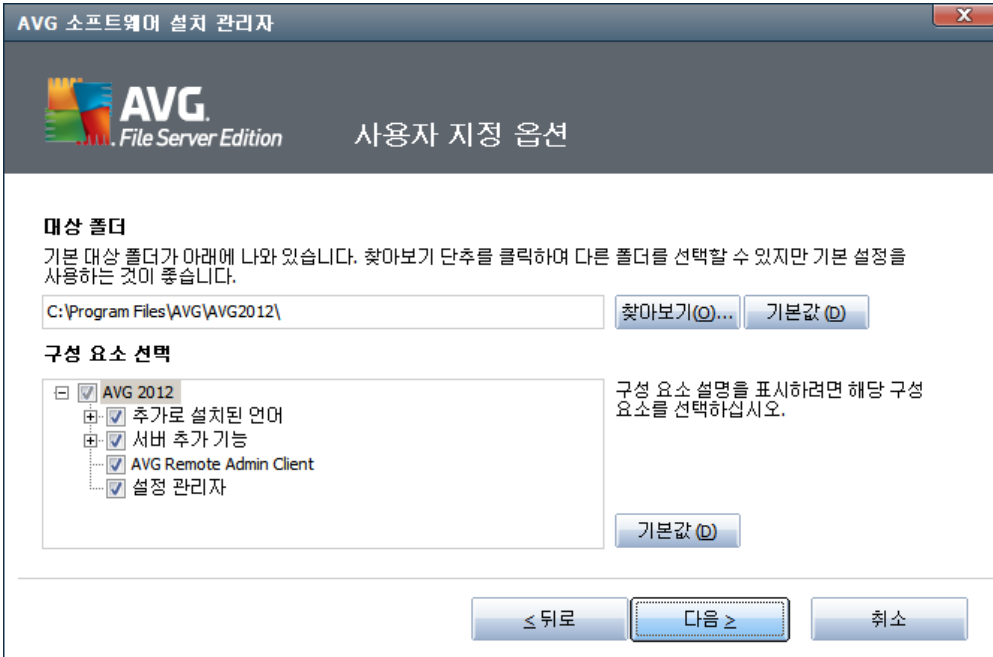 AVG 소프트웨어 설치 관리자
X
AVG.
File Server Edition
사용자 지정 옵션
대상 폴더
기본 대상 폴더가 아래에 나와 있습니다. 찾아보기 단추를 클릭하여 다른 폴더를 선택할 수 있지만 기본 설정을
사용하는 것이 좋습니다.
C:\Program Files\AVG\AVG2012\
찾아보기(O)...
기본값 (D)
구성 요소 선택
AVG 2012
추가로 설치된 언어
서버 추가 기능
AVG Remote Admin Client
설정 관리자
구성 요소 설명을 표시하려면 해당 구성
요소를 선택하십시오.
기본값 (D)
< 뒤로
다음 >
취소